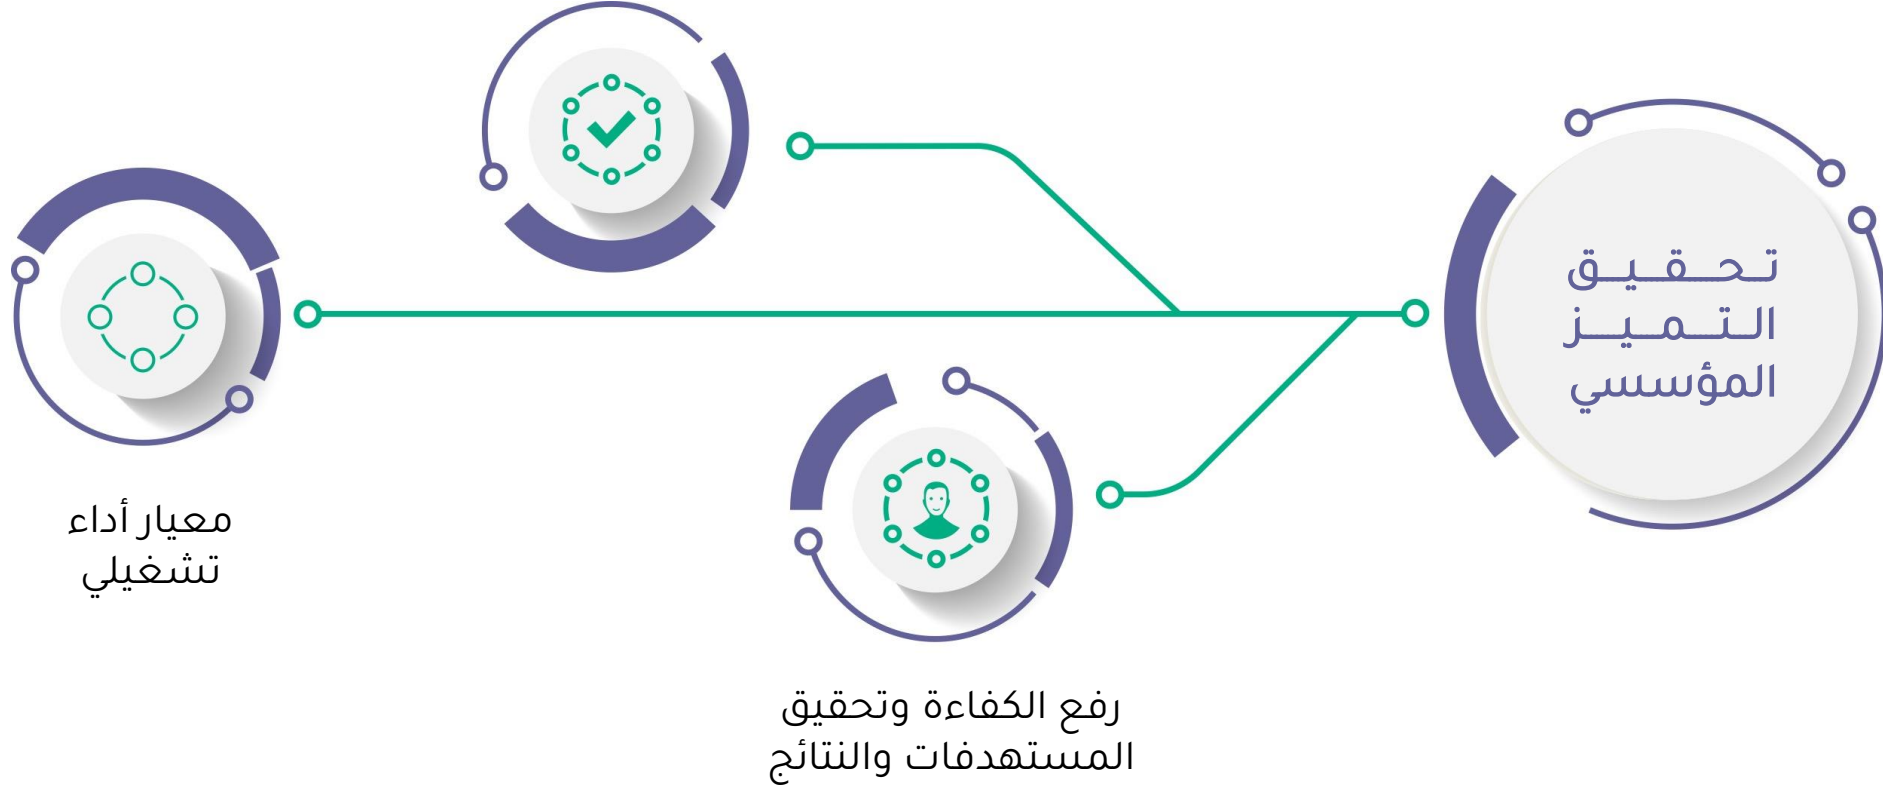 تحقيق
التميز
المؤسسي
معيار أداء
تشغيلي
رفع الكفاءة وتحقيق
المستهدفات والنتائج